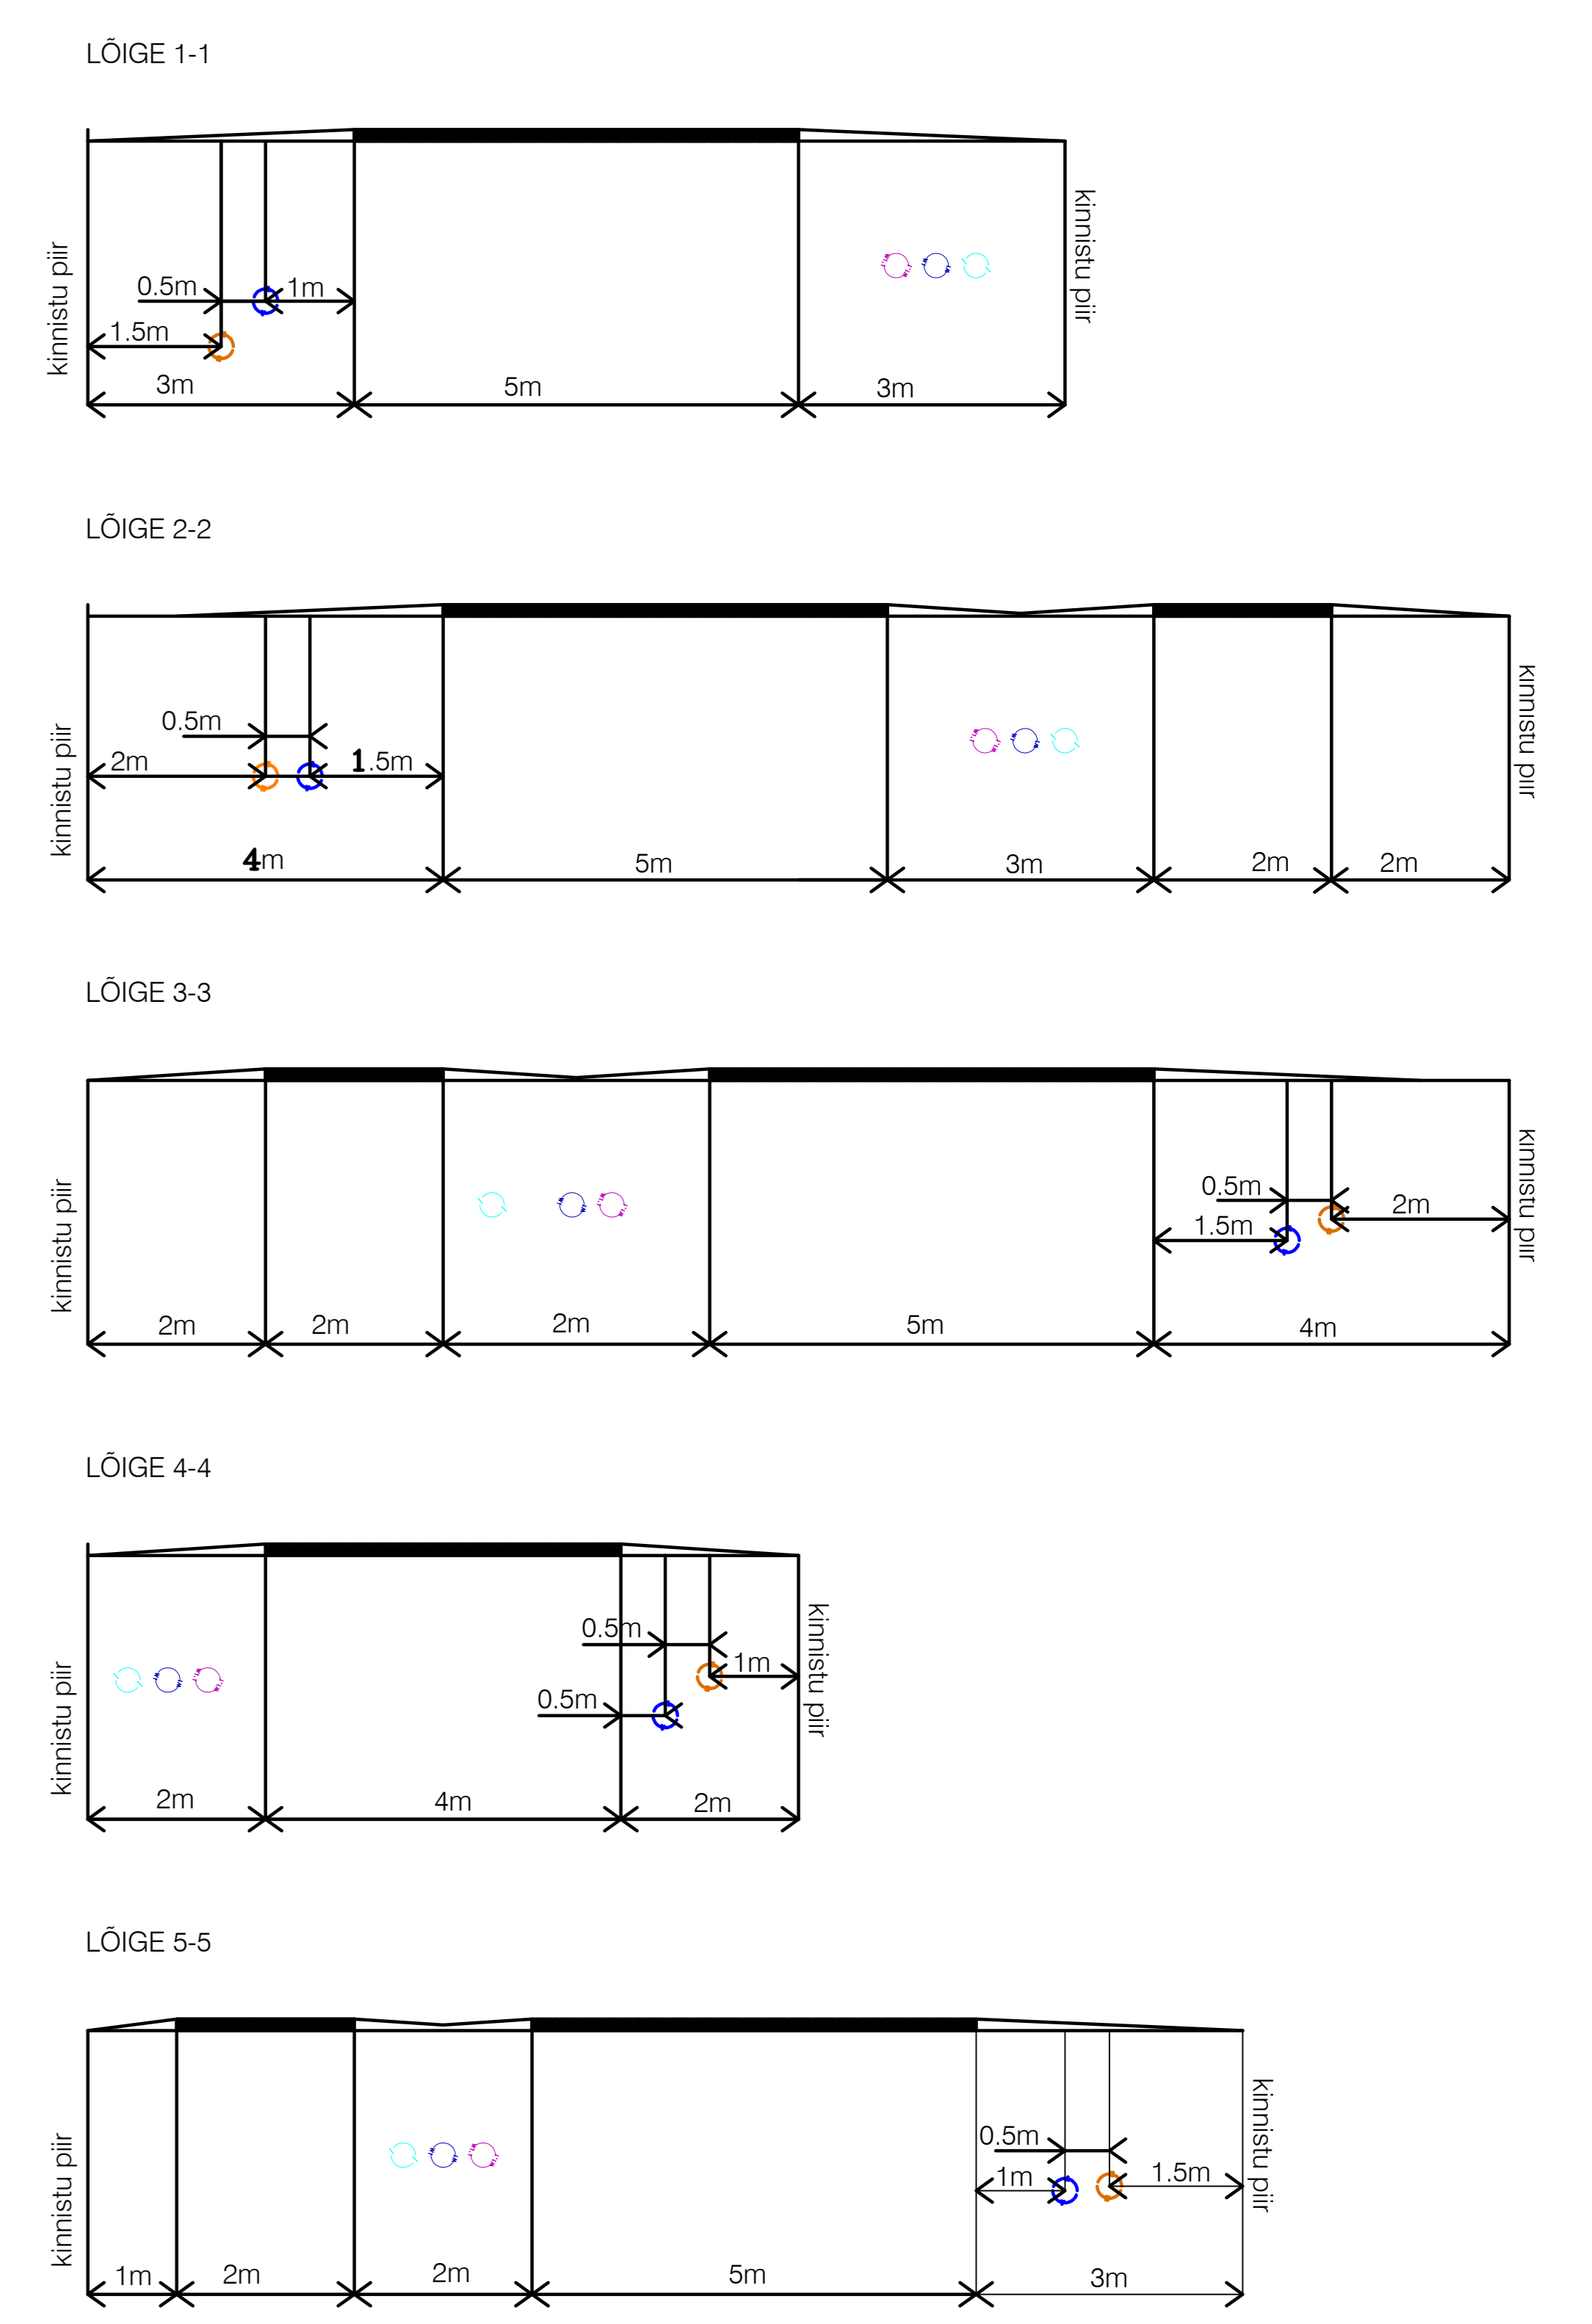 LÕIGE 1-1
kinnistu piir
0.5m
1m
1.5m
3m
5m
3m
kinnistu piir
LÕIGE 2-2
kinnistu piir
0.5m
2m
1.5m
4m
5m
3m
2m
2m
kinnistu piir
LÕIGE 3-3
kinnistu piir
0.5m
2m
1.5m
2m
2m
2m
5m
4m
kinnistu piir
LÕIGE 4-4
kinnistu piir
0.5m
1m
0.5m
2m
4m
2m
kinnistu piir
LÕIGE 5-5
kinnistu piir
0.5m
1m
1.5m
1m
2m
2m
5m
3m
kinnistu piir